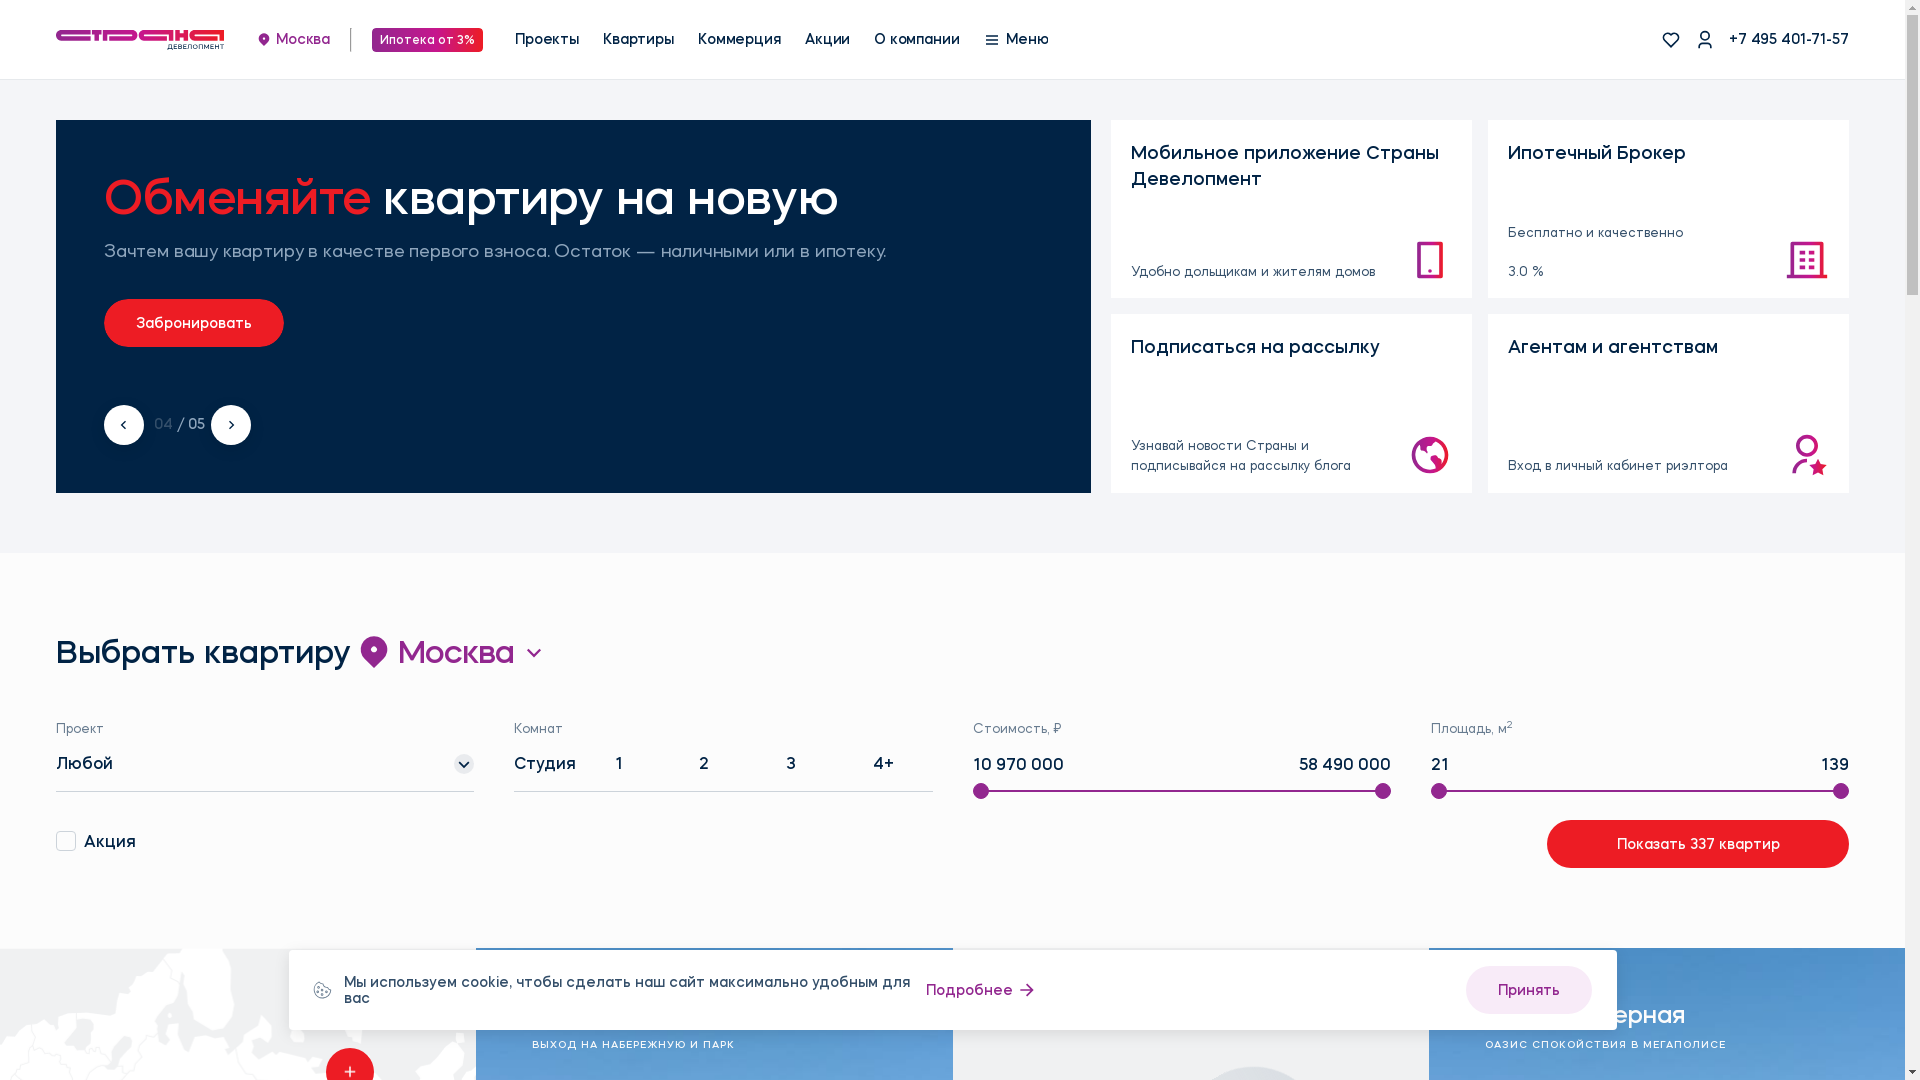 страна
ДЕВЕЛОПМЕНТ
Москва
Ипотека от 3%
Проекты
Квартиры
Коммерция
Акции
О компании
Меню
+7 495 401-71-57
Обменяйте квартиру на новую
Зачтем вашу квартиру в качестве первого взноса. Остаток — наличными или в ипотеку.
Забронировать
04 / 05
Мобильное приложение Страны
Девелопмент
Удобно дольщикам и жителям домов
Ипотечный Брокер
Бесплатно и качественно
3.0 %
Подписаться на рассылку
Узнавай новости Страны и
подписывайся на рассылку блога
Агентам и агентствам
Вход в личный кабинет риэлтора
Выбрать квартиру Москва
Проект
Любой
Комнат
Студия 1 2 3 4+
Стоимость, ₽
10 970 000 58 490 000
Площадь, м²
21 139
Акция
Показать 337 квартир
Мы используем cookie, чтобы сделать наш сайт максимально удобным для
вас
Подробнее
Принять
ВЫХОД НА НАБЕРЕЖНУЮ И ПАРК
ОАЗИС СПОКОЙСТВИЯ В МЕГАПОЛИСЕ